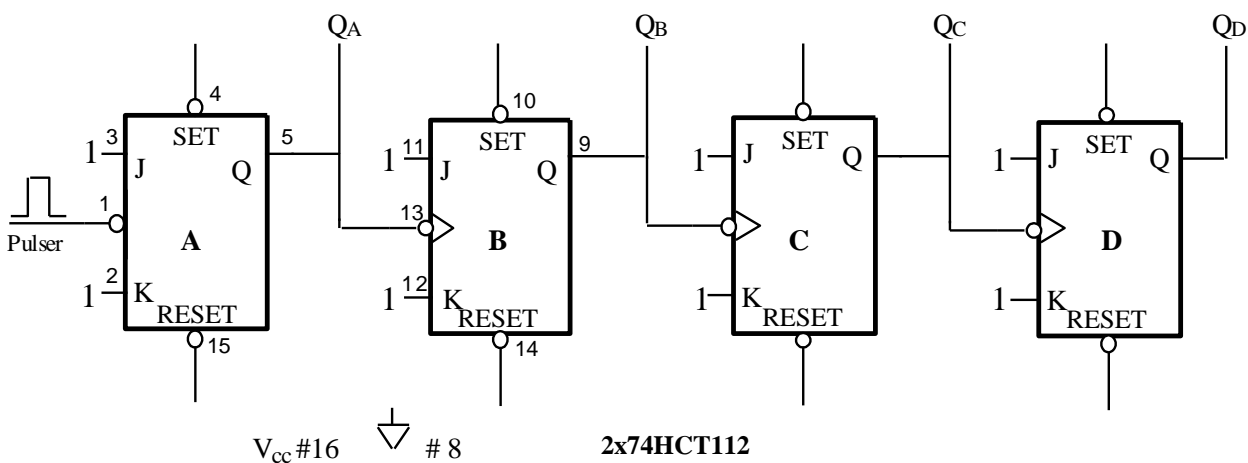 QA QB QC QD
4 10
SET SET SET SET
1 3 J Q 5 1 11 J Q 9 1 J Q 1 J Q
1 13
Pulser A B C D
1 2 K 1 12 K 1 K 1 K
RESET RESET RESET RESET
15 14
Vcc #16 # 8 2x74HCT112